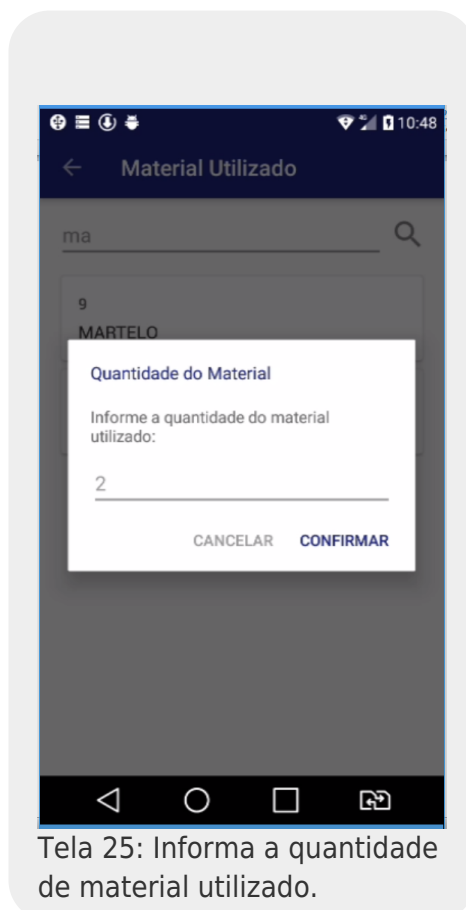 10:48
Material Utilizado
ma
9
MARTELO
Quantidade do Material
Informe a quantidade do material
utilizado:
2
CANCELAR CONFIRMAR
Tela 25: Informa a quantidade
de material utilizado.